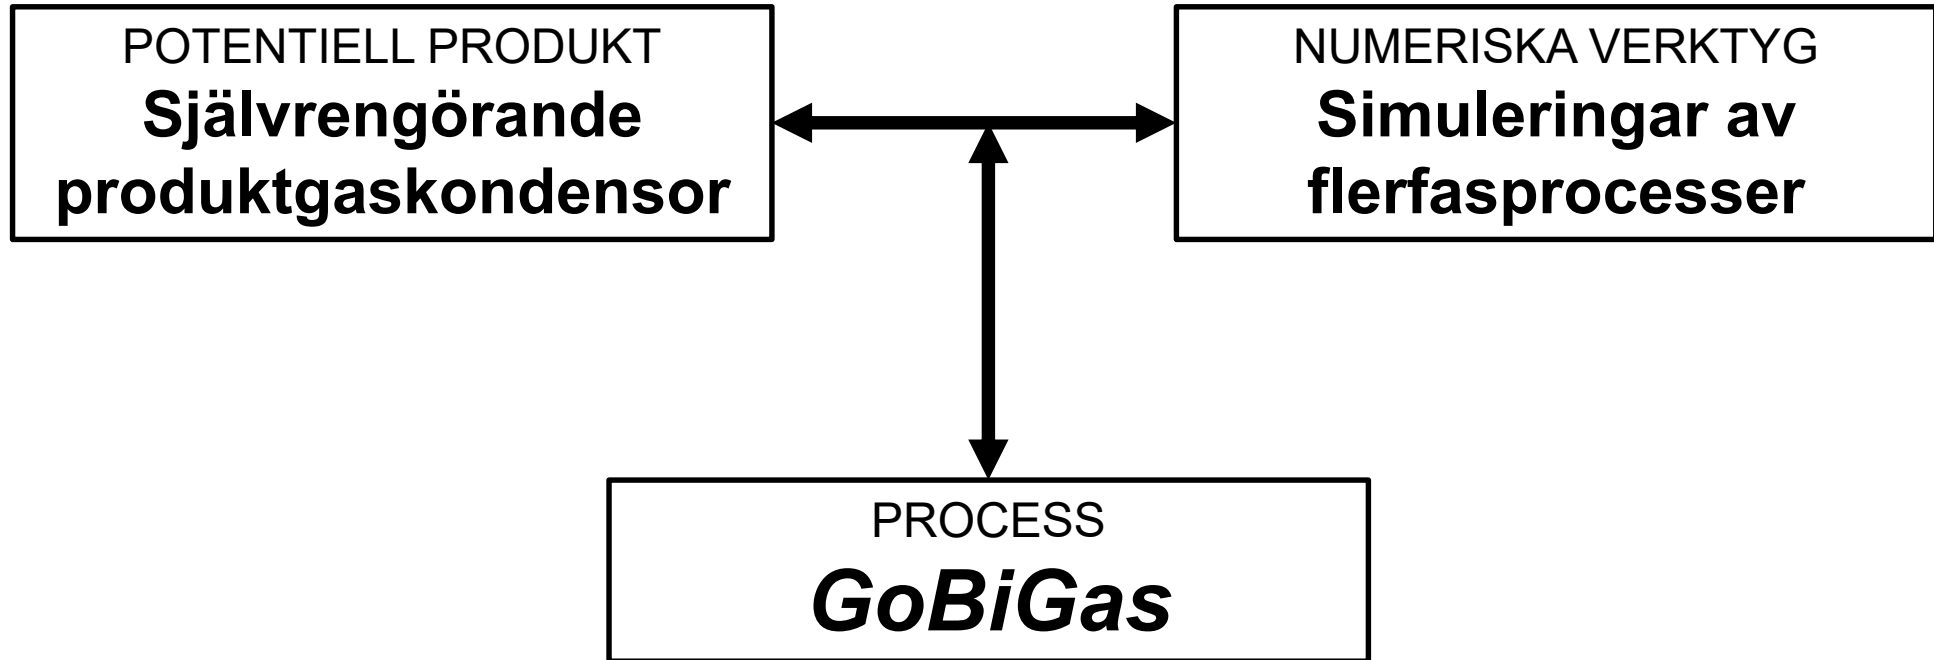 POTENTIELL PRODUKT
Självrengörande
produktgaskondensor
NUMERISKA VERKTYG
Simuleringar av
flerfasprocesser
PROCESS
GoBiGas